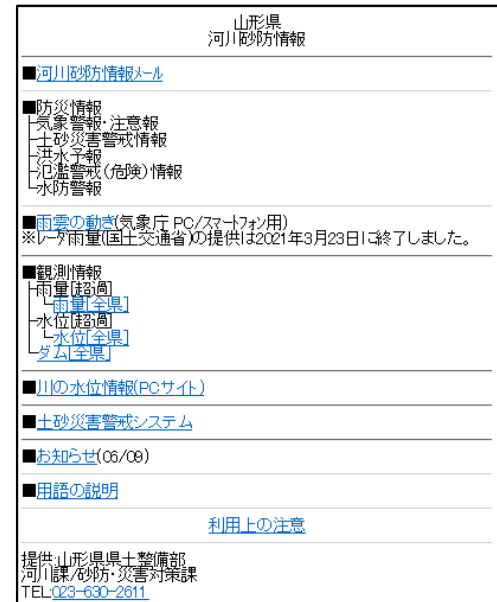 山形県
河川砂防情報
■河川砂防情報メール
■防災情報
├気象警報・注意報
├土砂災害警戒情報
├洪水予報
├氾濫警戒(危険)情報
└水防警報
■雨雲の動き(気象庁 PC/スマートフォン用)
※レーダ雨量(国土交通省)の提供は2021年3月23日に終了しました。
■観測情報
├雨量[超過]
│└雨量[全県]
├水位[超過]
│└水位[全県]
└ダム[全県]
■川の水位情報(PCサイト)
■土砂災害警戒システム
■お知らせ(06/09)
■用語の説明
利用上の注意
提供:山形県県土整備部
河川課/砂防・災害対策課
TEL:023-630-2611